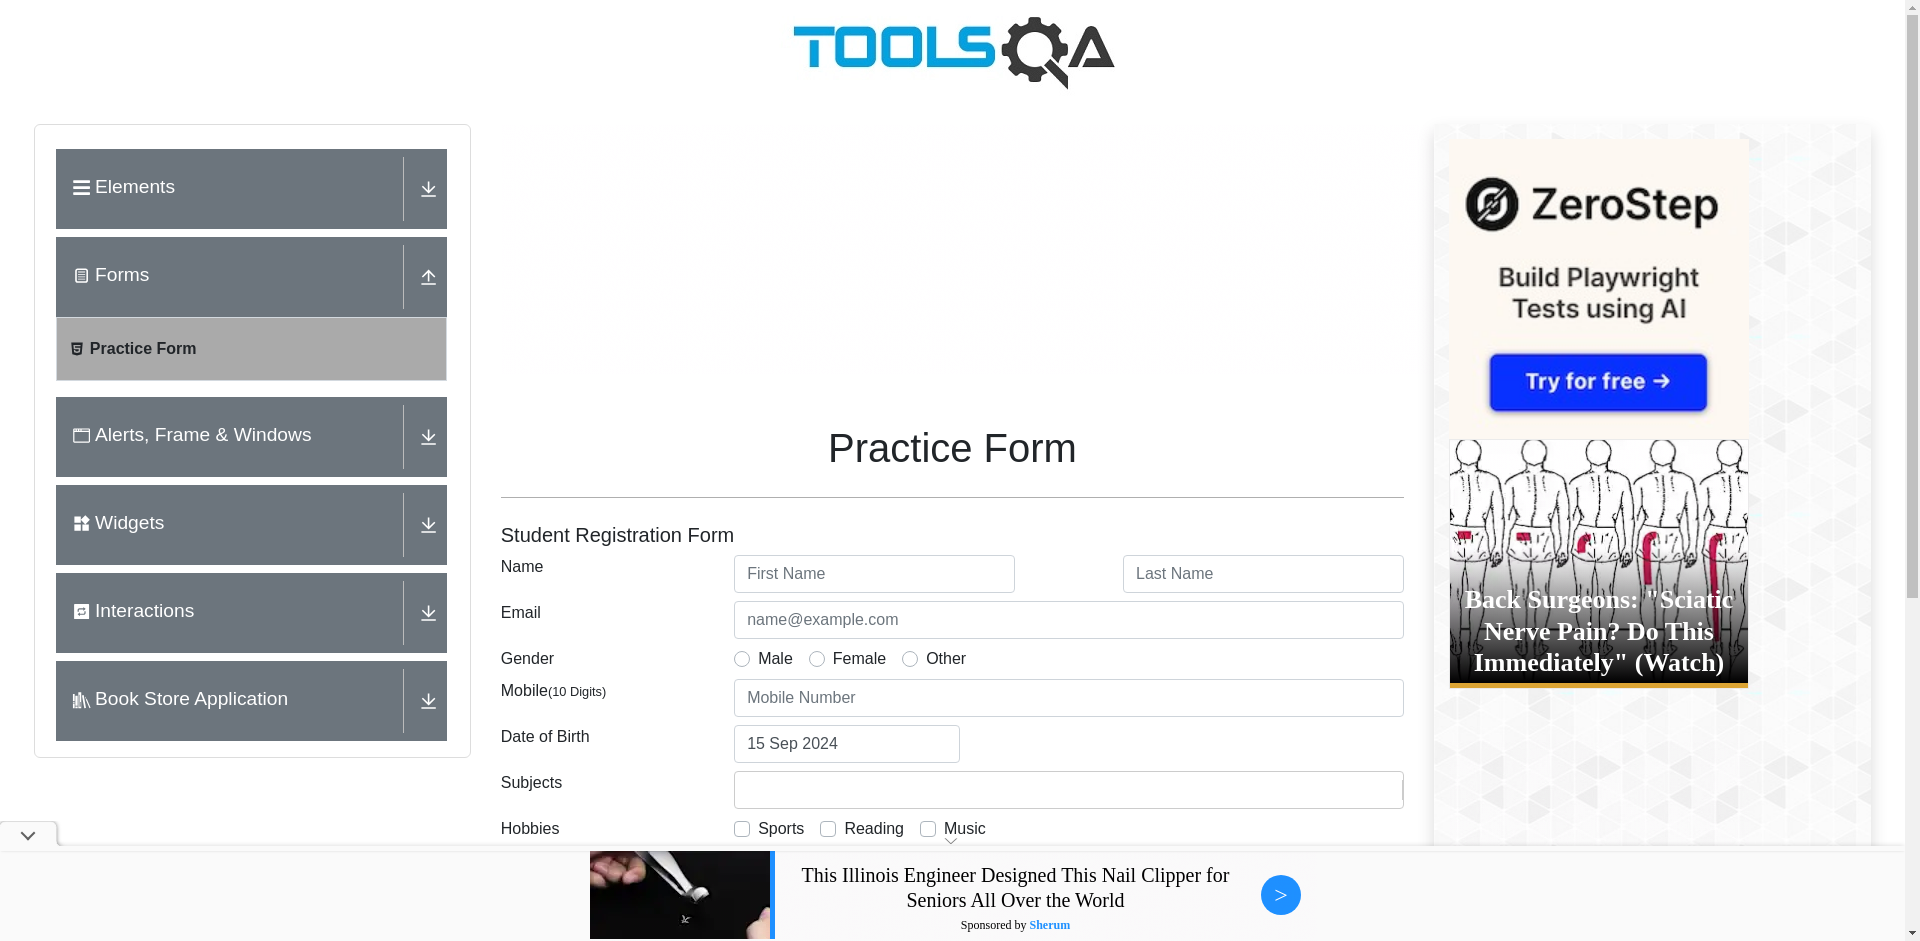 TOOLSQA
Elements
Forms
Practice Form
Alerts, Frame & Windows
Widgets
Interactions
Book Store Application
Practice Form
Student Registration Form
Name
First Name
Last Name
Email
name@example.com
Gender
Male
Female
Other
Mobile(10 Digits)
Mobile Number
Date of Birth
15 Sep 2024
Subjects
Hobbies
Sports
Reading
Music
ZeroStep
Build Playwright
Tests using AI
Try for free →
Back Surgeons: "Sciatic
Nerve Pain? Do This
Immediately" (Watch)
This Illinois Engineer Designed This Nail Clipper for
Seniors All Over the World
Sponsored by Sherum
>